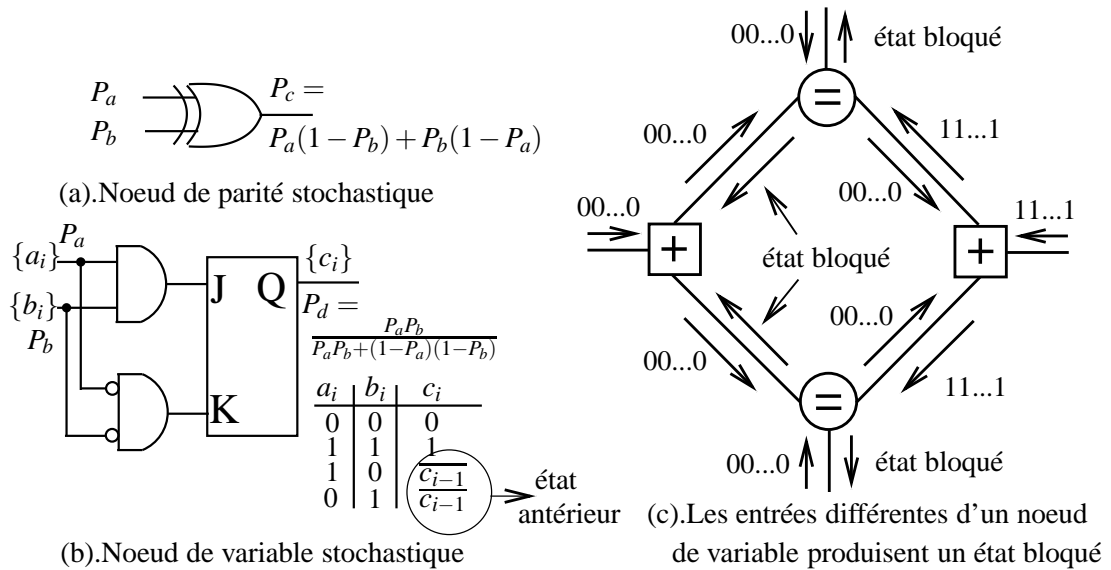 P_a
P_b
P_c =
P_a(1 − P_b) + P_b(1 − P_a)
(a).Noeud de parité stochastique
P_a
{a_i}
{b_i}
P_b
J Q
K
{c_i}
P_d =
P_aP_b
P_aP_b+(1−P_a)(1−P_b)
a_i b_i c_i
0 0 0
1 1 1
1 0 \overline{c_{i−1}}
0 1 \overline{c_{i−1}}
état
antérieur
(b).Noeud de variable stochastique
00...0
état bloqué
=
00...0
11...1
00...0
00...0
11...1
+
+
état bloqué
00...0
00...0
11...1
=
00...0
état bloqué
(c).Les entrées différentes d'un noeud
de variable produisent un état bloqué